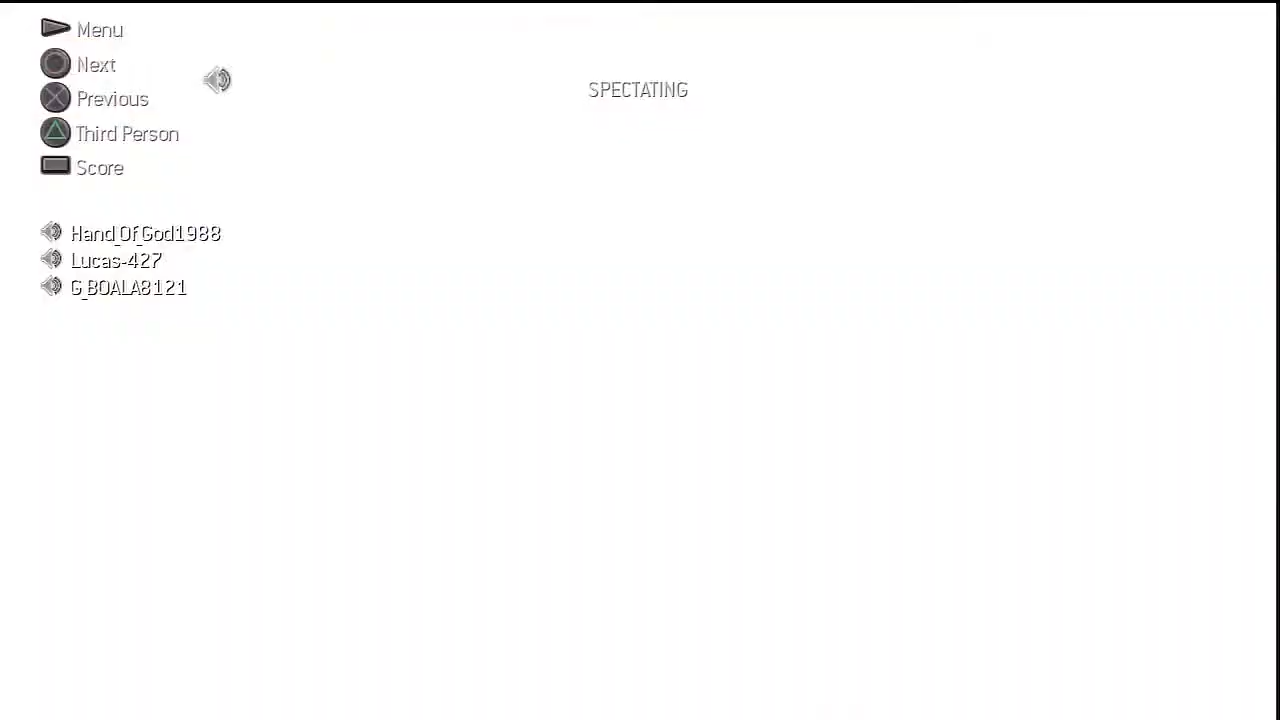 Menu
Next
Previous
Third Person
Score
SPECTATING
Hand_Of_God1988
Lucas-427
G_BOALA8121